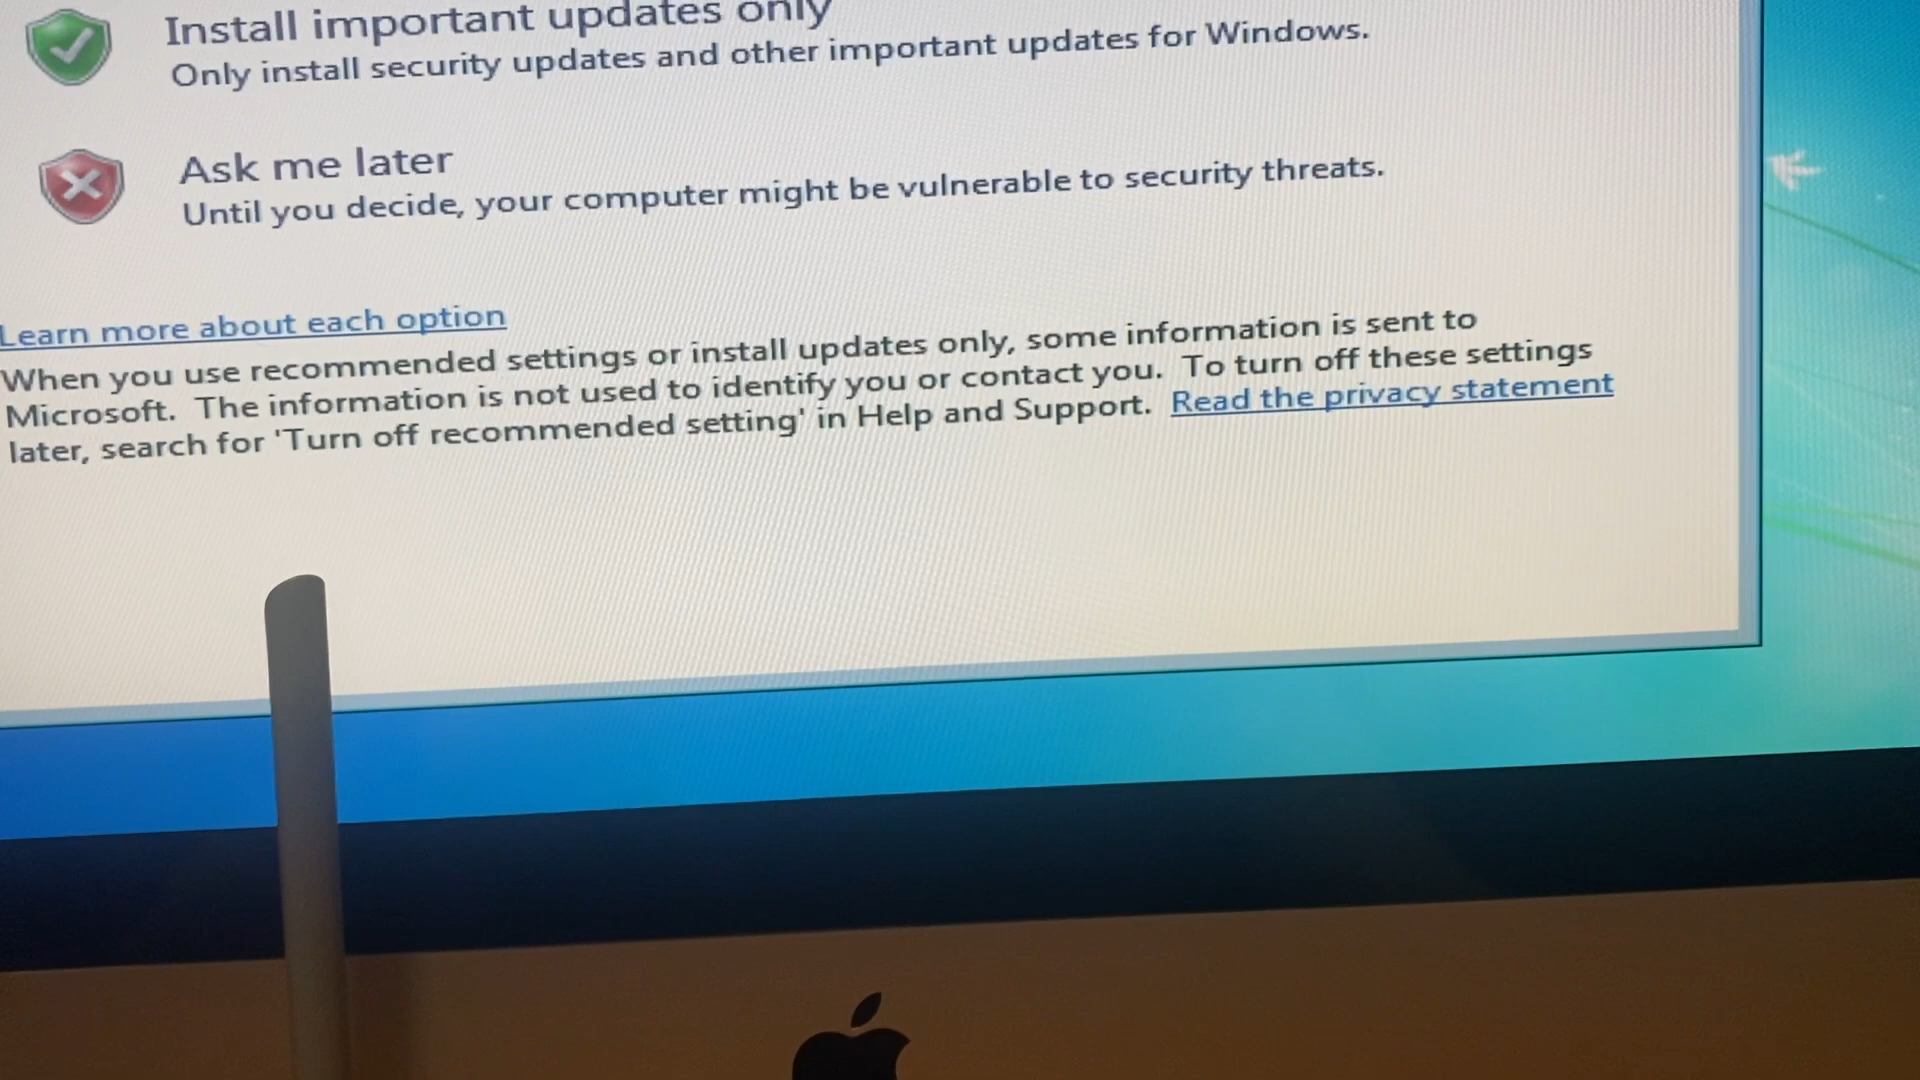 Install important updates only
Only install security updates and other important updates for Windows.
Ask me later
Until you decide, your computer might be vulnerable to security threats.
Learn more about each option
When you use recommended settings or install updates only, some information is sent to
Microsoft. The information is not used to identify you or contact you. To turn off these settings
later, search for 'Turn off recommended setting' in Help and Support. Read the privacy statement